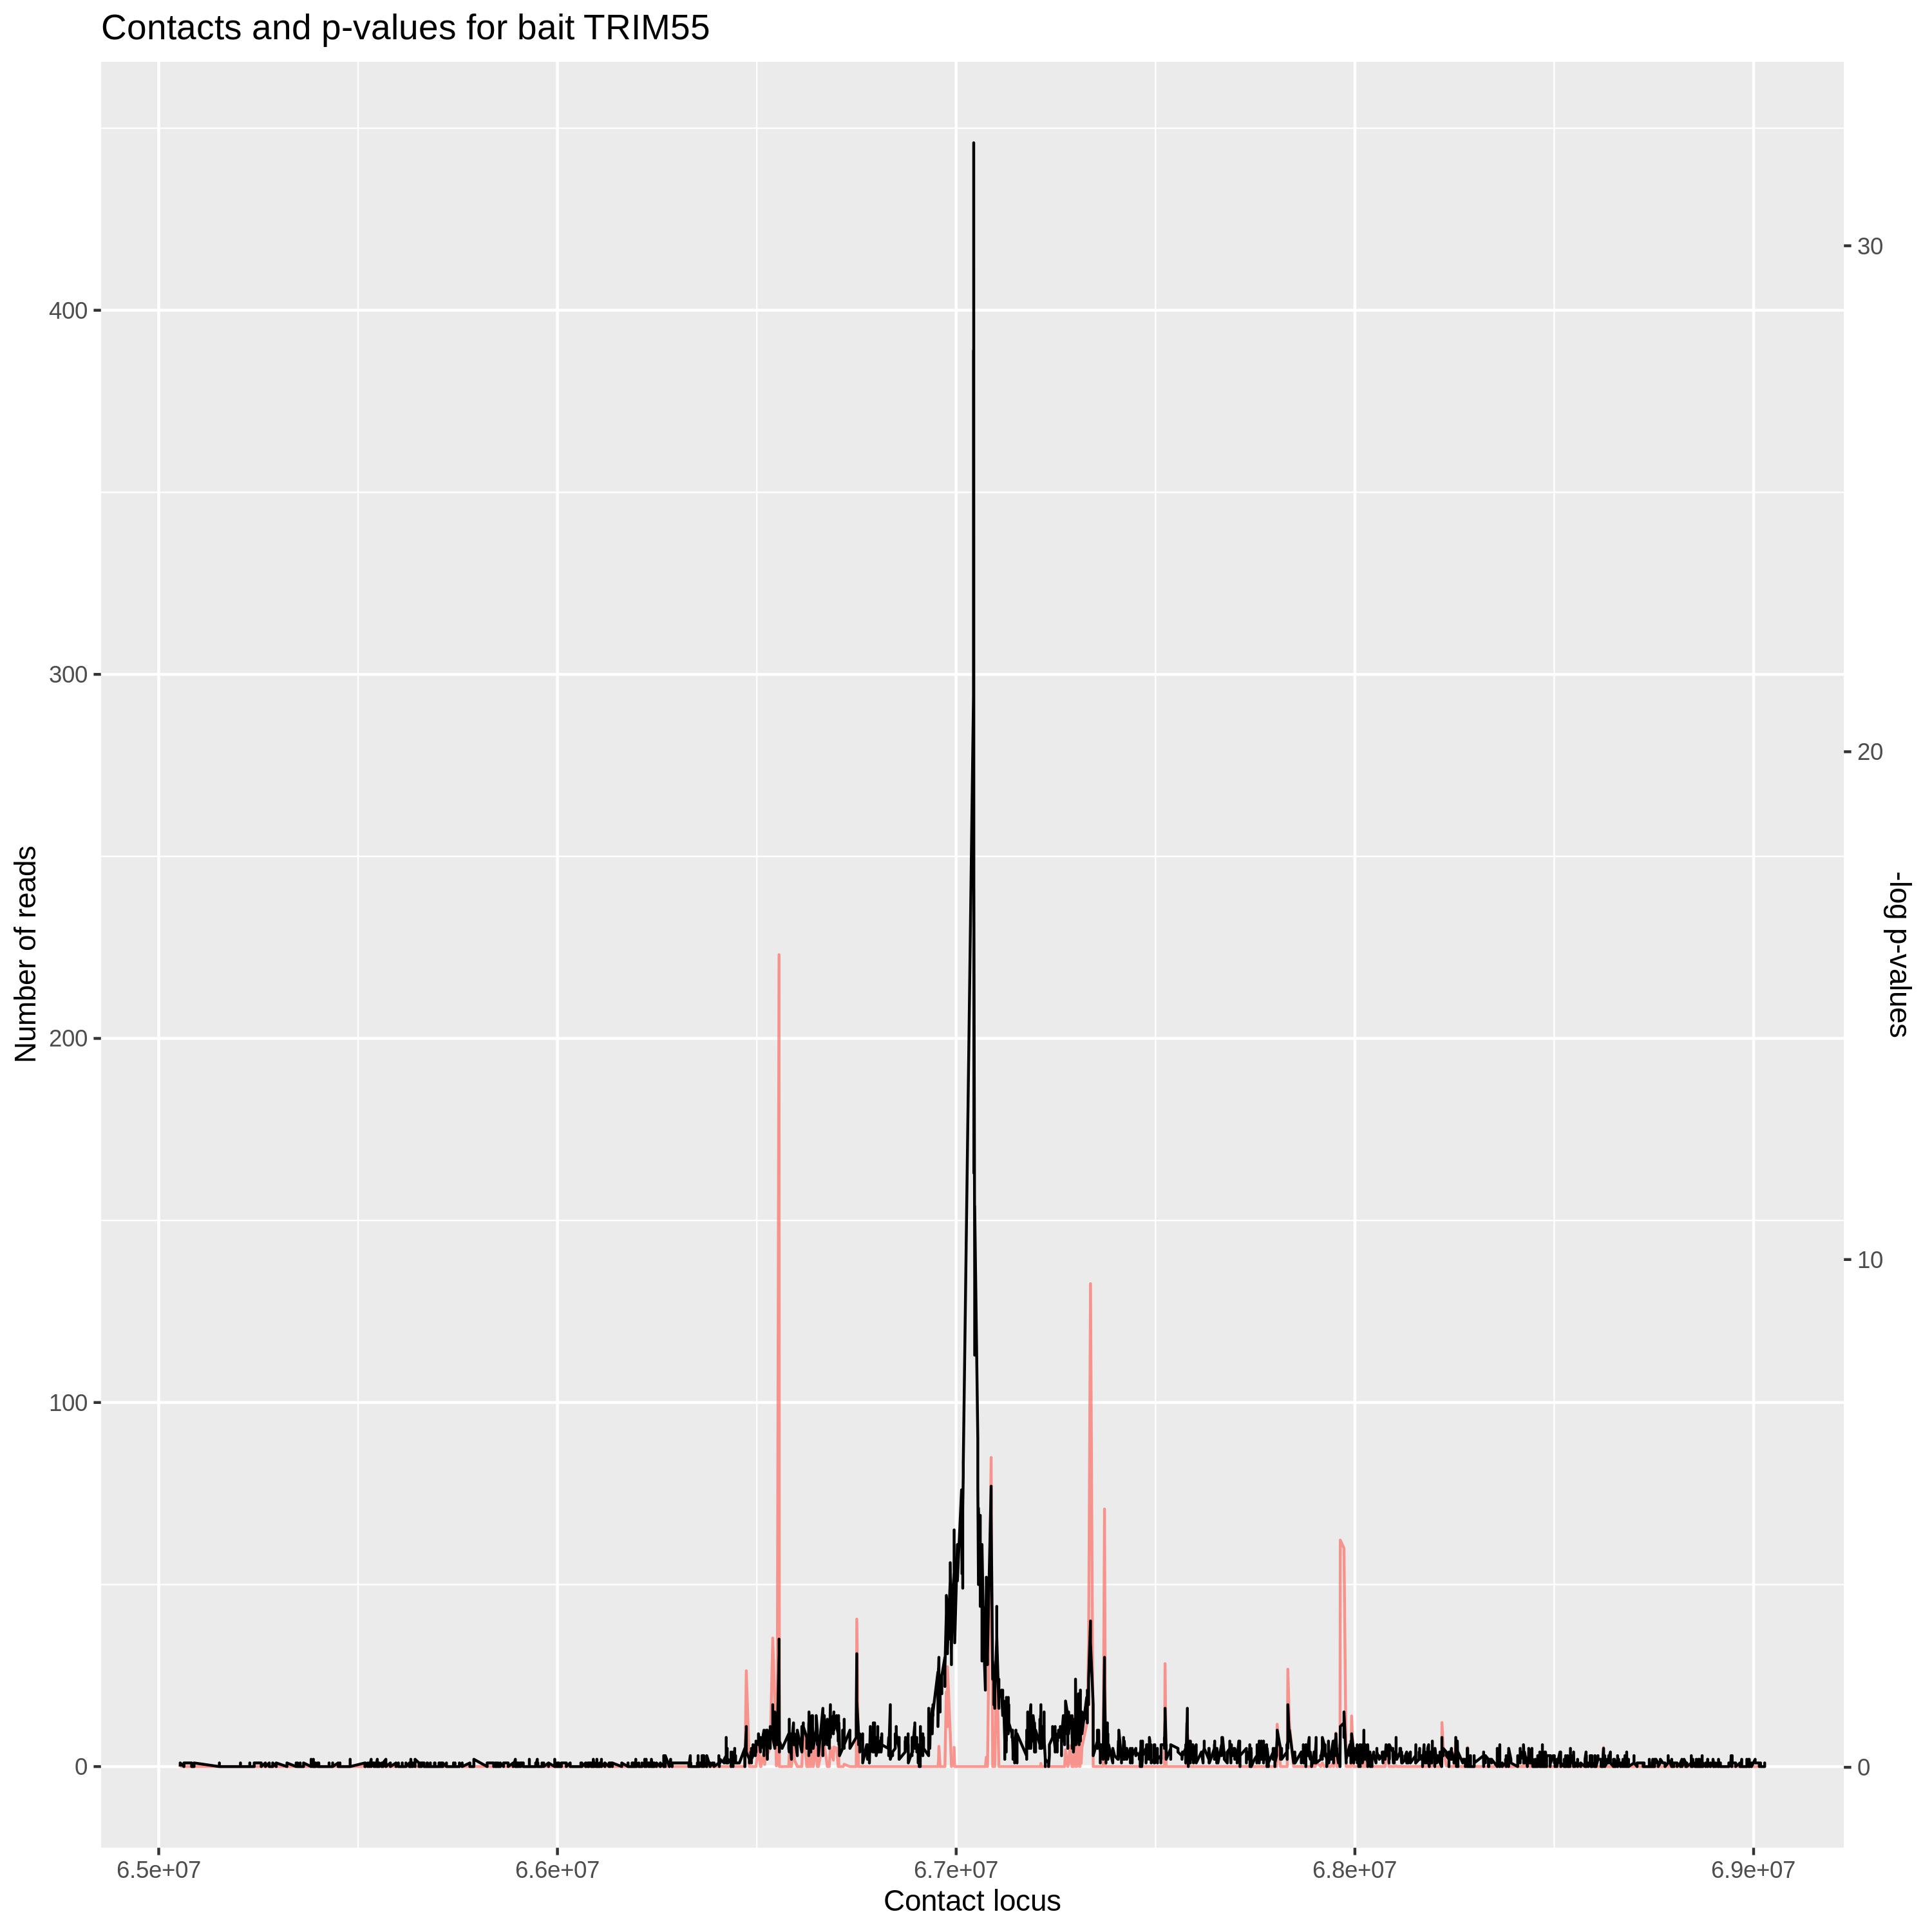 Contacts and p-values for bait TRIM55
Number of reads
400
300
200
100
0
30
20
10
0
-log p-values
6.5e+07 6.6e+07 6.7e+07 6.8e+07 6.9e+07
Contact locus